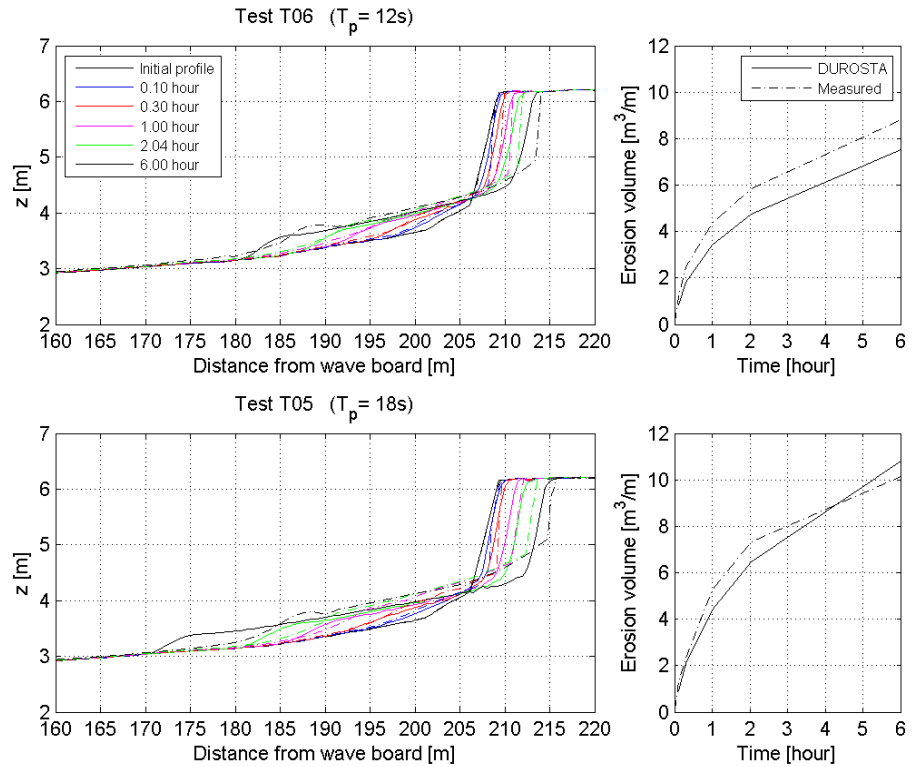 Test T06 (T_p= 12s)
7
6
5
4
3
2
z [m]
Initial profile
0.10 hour
0.30 hour
1.00 hour
2.04 hour
6.00 hour
160 165 170 175 180 185 190 195 200 205 210 215 220
Distance from wave board [m]
12
10
8
6
4
2
0
Erosion volume [m³/m]
DUROSTA
Measured
0 1 2 3 4 5 6
Time [hour]
Test T05 (T_p= 18s)
7
6
5
4
3
2
z [m]
160 165 170 175 180 185 190 195 200 205 210 215 220
Distance from wave board [m]
12
10
8
6
4
2
0
Erosion volume [m³/m]
0 1 2 3 4 5 6
Time [hour]